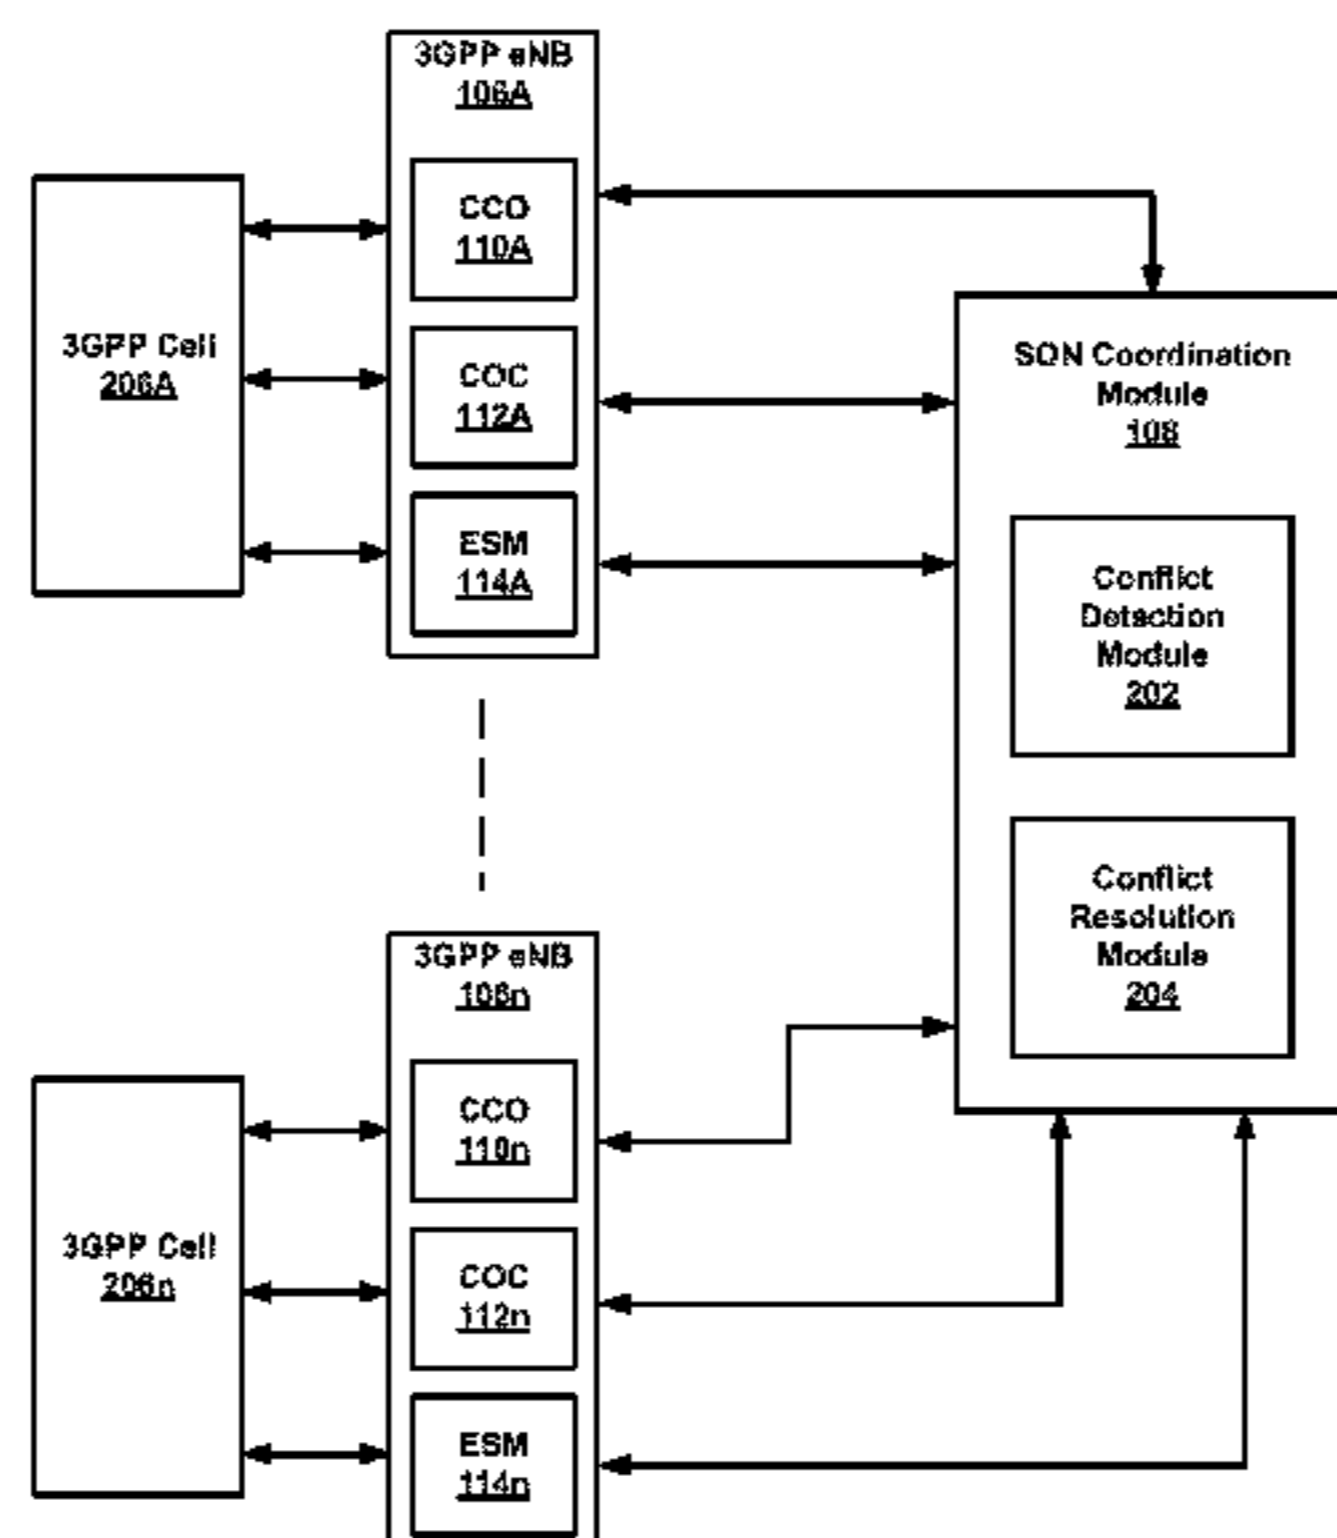 3GPP eNB
106A
CCO
110A
COC
112A
ESM
114A
3GPP Cell
206A
SON Coordination
Module
108
Conflict
Detection
Module
202
Conflict
Resolution
Module
204
3GPP eNB
106n
CCO
110n
COC
112n
ESM
114n
3GPP Cell
206n